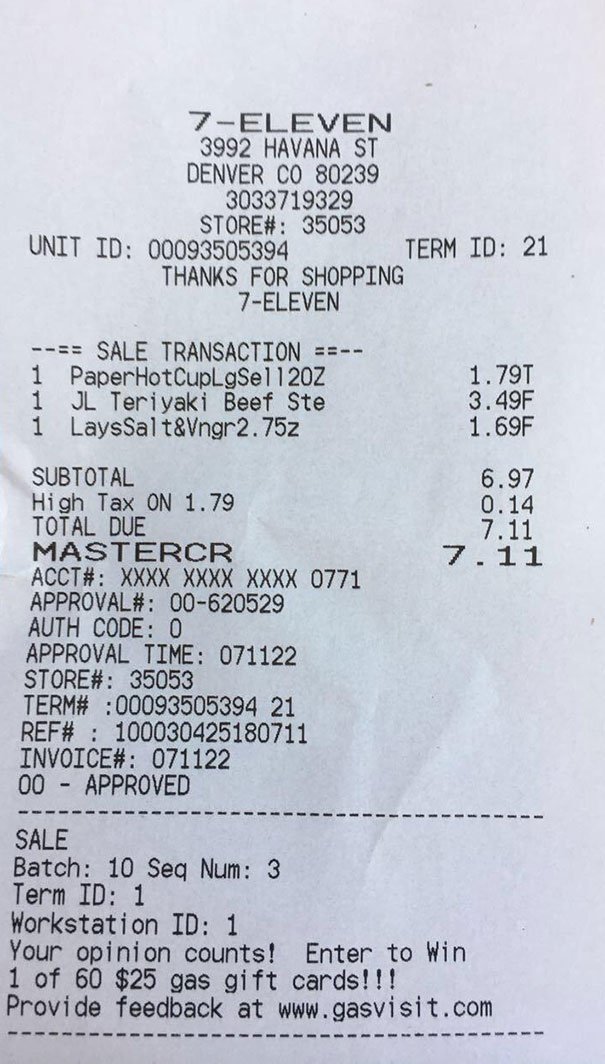 7-ELEVEN
3992 HAVANA ST
DENVER CO 80239
3033719329
STORE#: 35053
UNIT ID: 00093505394 TERM ID: 21
THANKS FOR SHOPPING
7-ELEVEN
--== SALE TRANSACTION ==--
1 PaperHotCupLgSell20Z 1.79T
1 JL Teriyaki Beef Ste 3.49F
1 LaysSalt&Vngr2.75z 1.69F
SUBTOTAL 6.97
High Tax ON 1.79 0.14
TOTAL DUE 7.11
MASTERCR 7.11
ACCT#: XXXX XXXX XXXX 0771
APPROVAL#: 00-620529
AUTH CODE: 0
APPROVAL TIME: 071122
STORE#: 35053
TERM# :00093505394 21
REF# : 100030425180711
INVOICE#: 071122
00 - APPROVED
SALE
Batch: 10 Seq Num: 3
Term ID: 1
Workstation ID: 1
Your opinion counts! Enter to Win
1 of 60 $25 gas gift cards!!!
Provide feedback at www.gasvisit.com